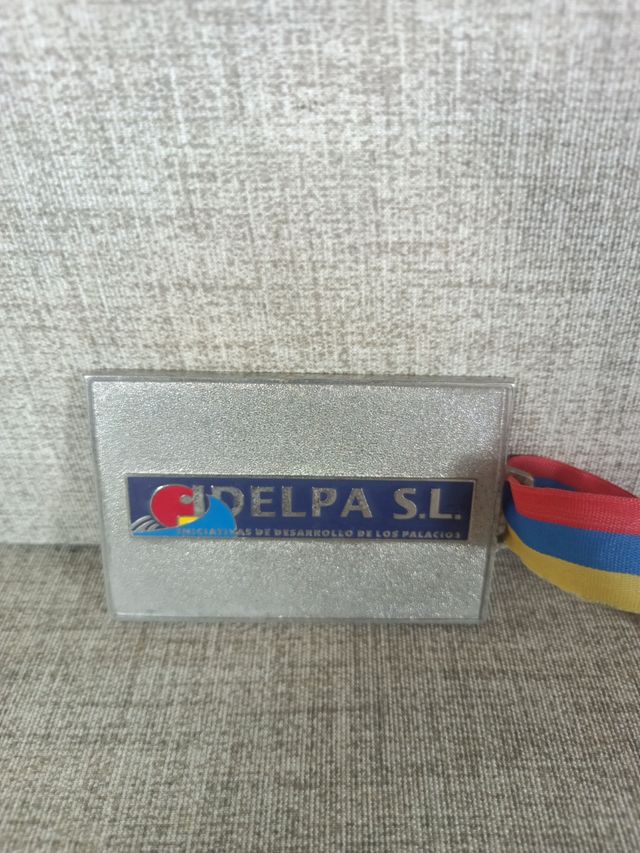 IDELPA S.L.
INICIATIVAS DE DESARROLLO DE LOS PALACIOS